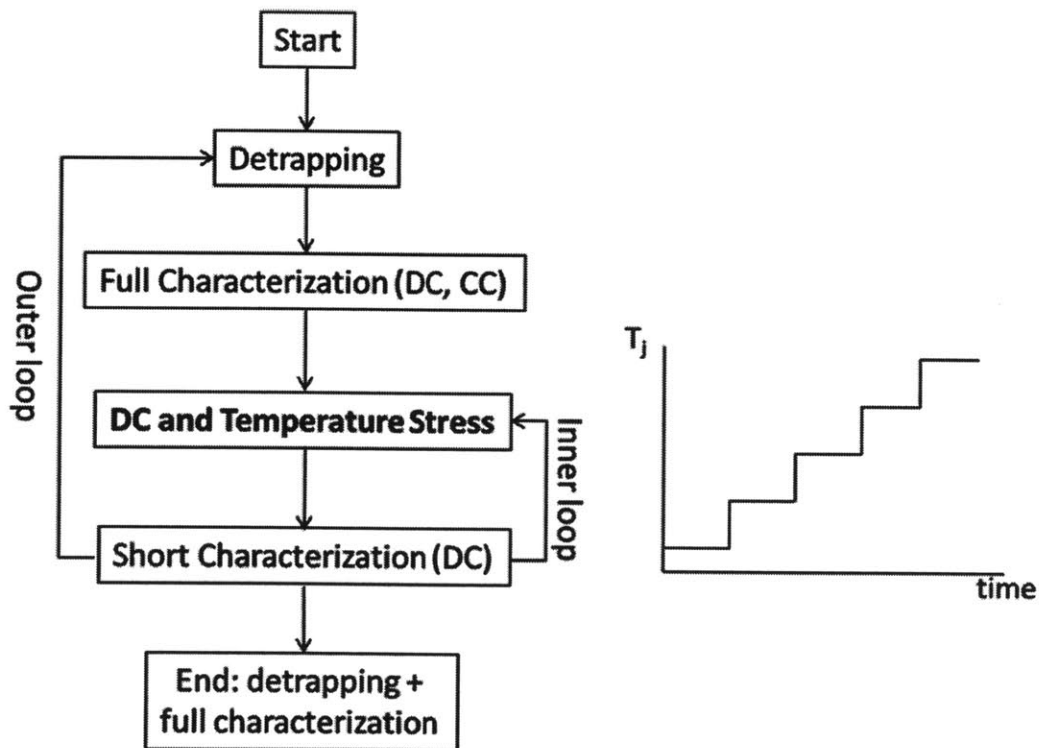 Start
Detrapping
Full Characterization (DC, CC)
DC and Temperature Stress
Short Characterization (DC)
End: detrapping +
full characterization
Outer loop
Inner loop
Tj
time